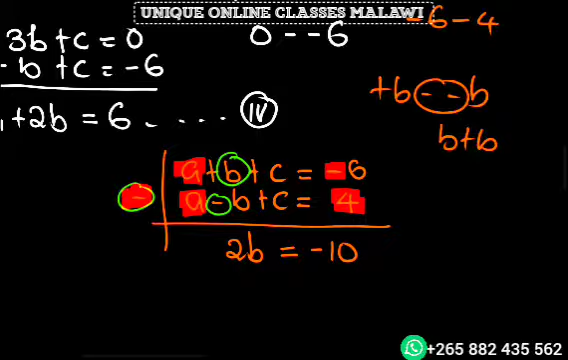 UNIQUE ONLINE CLASSES MALAWI
3b+c=0
-b+c=-6
+2b=6-.... IV
0--6
-6-4
+b--b
b+b
a+b+c=-6
- a-b+c=4
2b=-10
+265 882 435 562